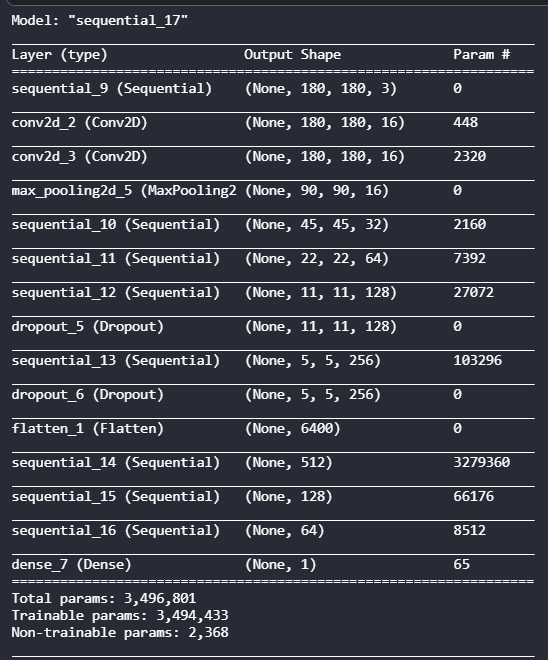 Model: "sequential_17"
Layer (type) Output Shape Param #
sequential_9 (Sequential) (None, 180, 180, 3) 0
conv2d_2 (Conv2D) (None, 180, 180, 16) 448
conv2d_3 (Conv2D) (None, 180, 180, 16) 2320
max_pooling2d_5 (MaxPooling2 (None, 90, 90, 16) 0
sequential_10 (Sequential) (None, 45, 45, 32) 2160
sequential_11 (Sequential) (None, 22, 22, 64) 7392
sequential_12 (Sequential) (None, 11, 11, 128) 27072
dropout_5 (Dropout) (None, 11, 11, 128) 0
sequential_13 (Sequential) (None, 5, 5, 256) 103296
dropout_6 (Dropout) (None, 5, 5, 256) 0
flatten_1 (Flatten) (None, 6400) 0
sequential_14 (Sequential) (None, 512) 3279360
sequential_15 (Sequential) (None, 128) 66176
sequential_16 (Sequential) (None, 64) 8512
dense_7 (Dense) (None, 1) 65
Total params: 3,496,801
Trainable params: 3,494,433
Non-trainable params: 2,368